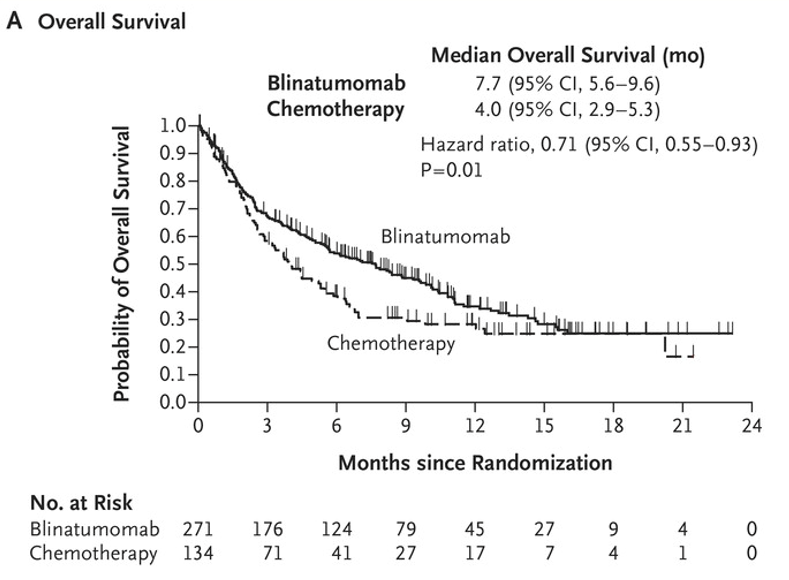 A Overall Survival
Median Overall Survival (mo)
Blinatumomab 7.7 (95% CI, 5.6–9.6)
Chemotherapy 4.0 (95% CI, 2.9–5.3)
Hazard ratio, 0.71 (95% CI, 0.55–0.93)
P=0.01
Probability of Overall Survival
1.0
0.9
0.8
0.7
0.6
0.5
0.4
0.3
0.2
0.1
0.0
Blinatumomab
Chemotherapy
0 3 6 9 12 15 18 21 24
Months since Randomization
No. at Risk
Blinatumomab 271 176 124 79 45 27 9 4 0
Chemotherapy 134 71 41 27 17 7 4 1 0